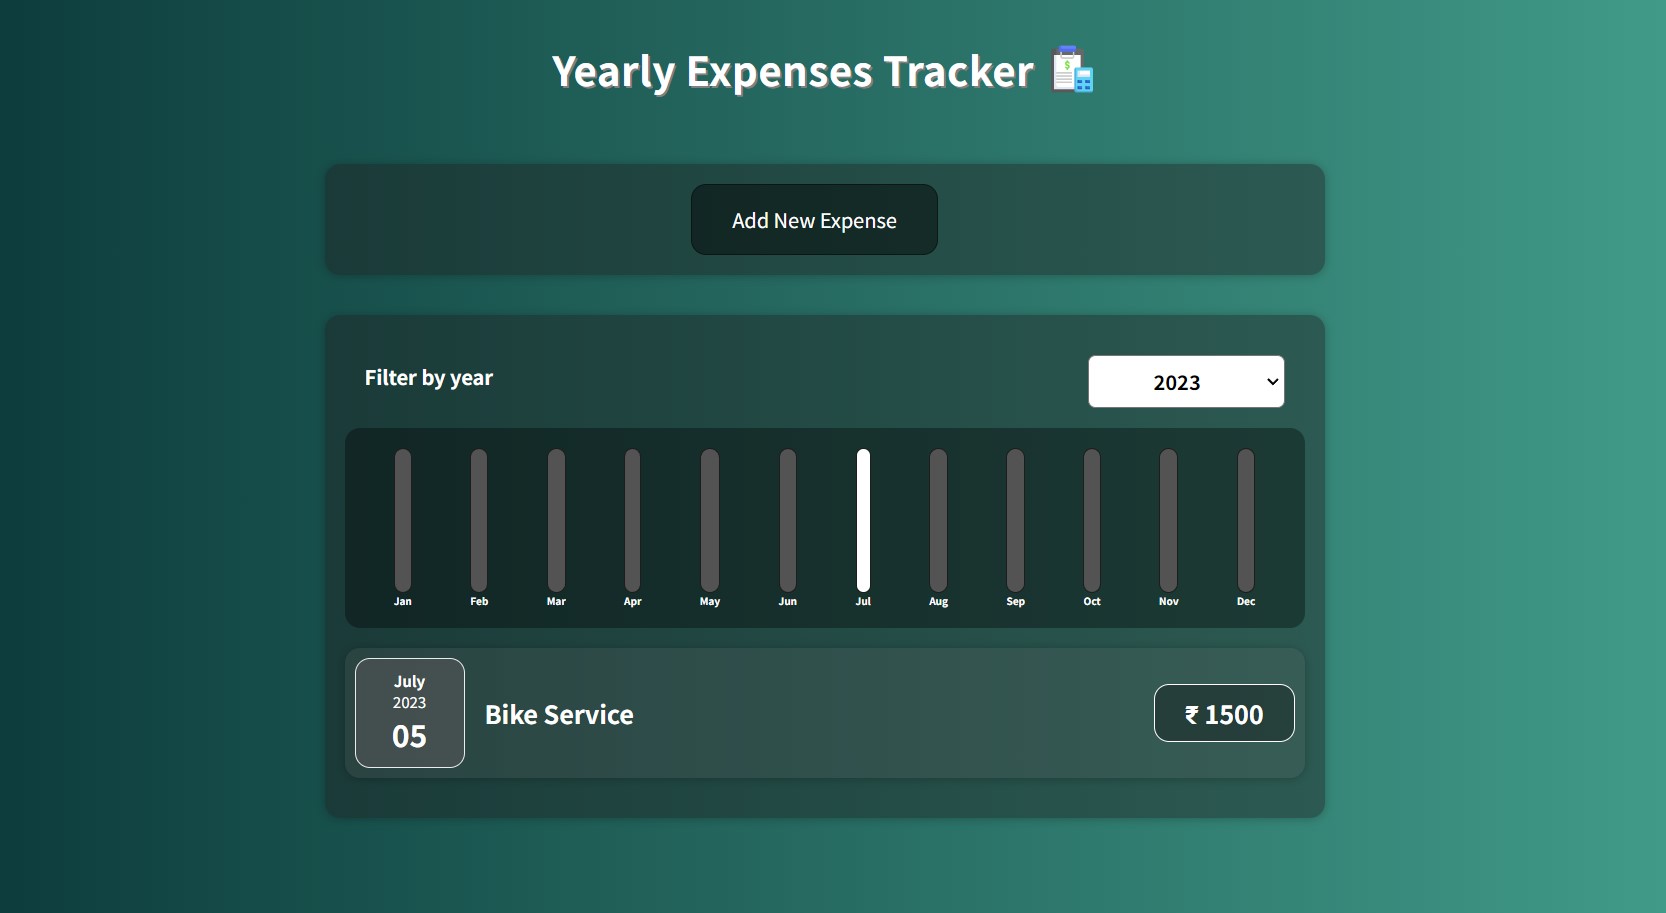 Yearly Expenses Tracker
$
Add New Expense
Filter by year
2023
Jan Feb Mar Apr May Jun Jul Aug Sep Oct Nov Dec
July
2023
05
Bike Service
₹ 1500